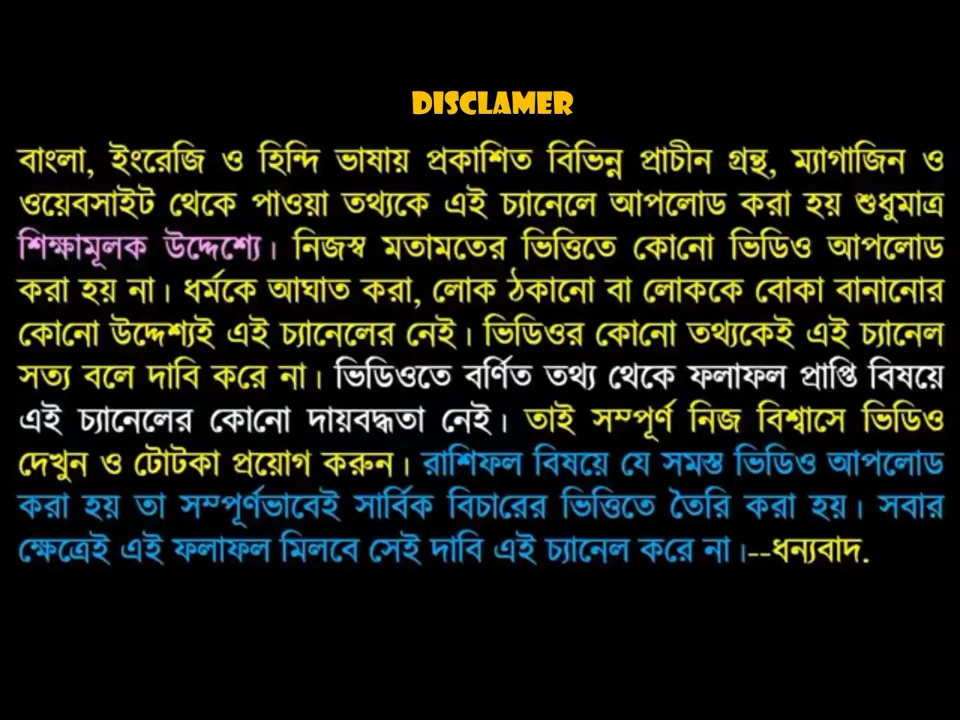 DISCLAMER
বাংলা, ইংরেজি ও হিন্দি ভাষায় প্রকাশিত বিভিন্ন প্রাচীন গ্রন্থ, ম্যাগাজিন ও
ওয়েবসাইট থেকে পাওয়া তথ্যকে এই চ্যানেলে আপলোড করা হয় শুধুমাত্র
শিক্ষামূলক উদ্দেশ্যে। নিজস্ব মতামতের ভিত্তিতে কোনো ভিডিও আপলোড
করা হয় না। ধর্মকে আঘাত করা, লোক ঠকানো বা লোককে বোকা বানানোর
কোনো উদ্দেশ্যই এই চ্যানেলের নেই। ভিডিওর কোনো তথ্যকেই এই চ্যানেল
সত্য বলে দাবি করে না। ভিডিওতে বর্ণিত তথ্য থেকে ফলাফল প্রাপ্তি বিষয়ে
এই চ্যানেলের কোনো দায়বদ্ধতা নেই। তাই সম্পূর্ণ নিজ বিশ্বাসে ভিডিও
দেখুন ও টোটকা প্রয়োগ করুন। রাশিফল বিষয়ে যে সমস্ত ভিডিও আপলোড
করা হয় তা সম্পূর্ণভাবেই সার্বিক বিচারের ভিত্তিতে তৈরি করা হয়। সবার
ক্ষেত্রেই এই ফলাফল মিলবে সেই দাবি এই চ্যানেল করে না।--ধন্যবাদ.